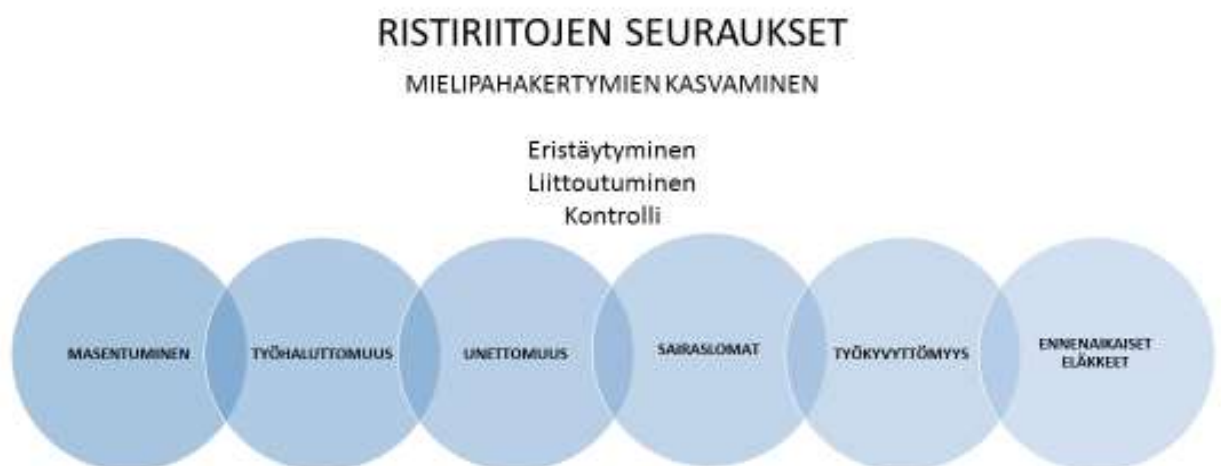 RISTIRIITOJEN SEURAUKSET
MIELIPAHAKERTYMIEN KASVAMINEN
Eristäytyminen
Liittoutuminen
Kontrolli
MASENTUMINEN
TYÖHALUTTOMUUS
UNETTOMUUS
SAIRASLOMAT
TYÖKYVYTTÖMYYS
ENNENAIKAISET
ELÄKKEET